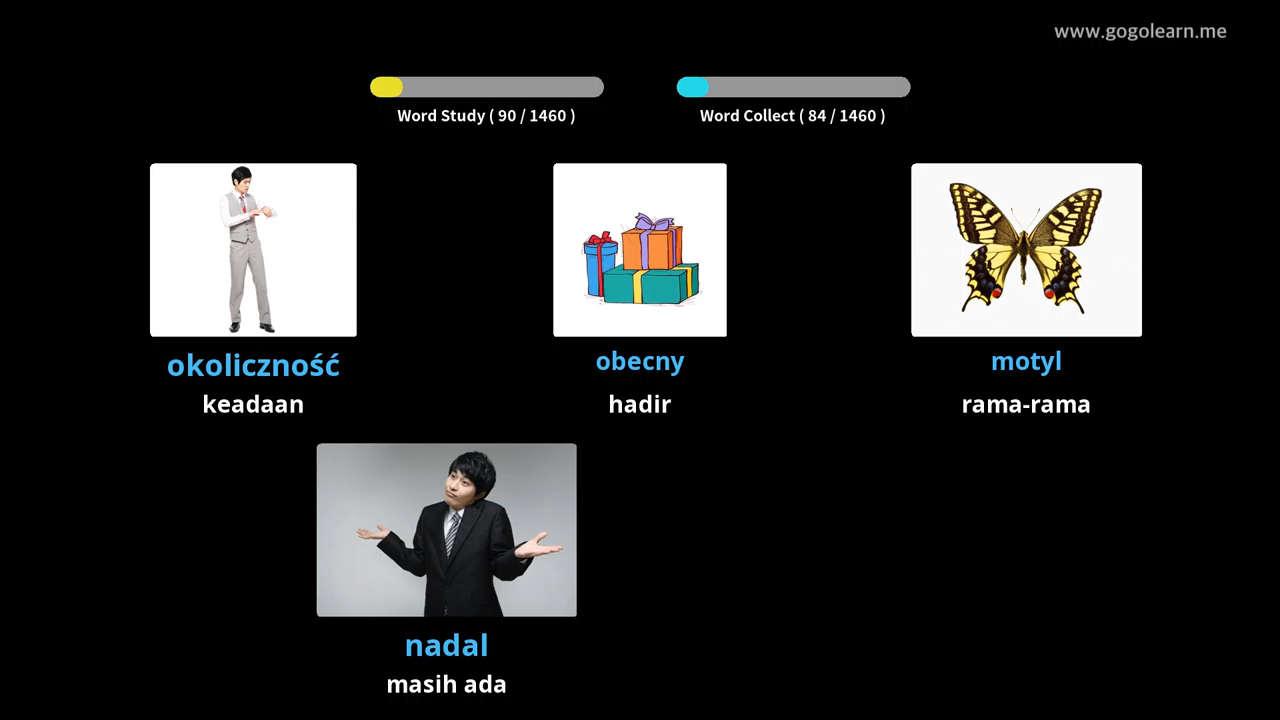 www.gogolearn.me
Word Study ( 90 / 1460 )
Word Collect ( 84 / 1460 )
okoliczność
keadaan
obecny
hadir
motyl
rama-rama
nadal
masih ada